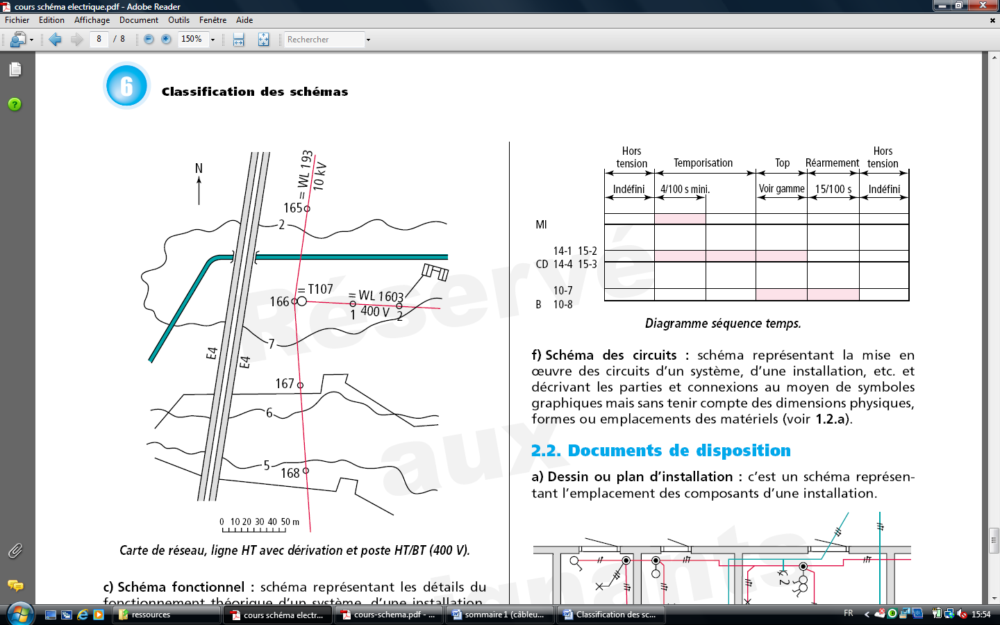 cours schéma electrique.pdf - Adobe Reader
Fichier Edition Affichage Document Outils Fenêtre Aide
8 / 8 150% Rechercher
6
Classification des schémas
N
= WL 193
10 kV
165
2
= T107
166
= WL 1603
400 V
1
2
7
E4
E4
167
6
5
168
0 10 20 30 40 50 m
Carte de réseau, ligne HT avec dérivation et poste HT/BT (400 V).
c) Schéma fonctionnel : schéma représentant les détails du
fonctionnement théorique d'un système, d'une installation,
Hors tension
Temporisation
Top
Réarmement
Hors tension
Indéfini
4/100 s mini.
Voir gamme
15/100 s
Indéfini
MI
14-1 15-2
CD 14-4 15-3
10-7
B 10-8
Diagramme séquence temps.
f) Schéma des circuits : schéma représentant la mise en
œuvre des circuits d'un système, d'une installation, etc. et
décrivant les parties et connexions au moyen de symboles
graphiques mais sans tenir compte des dimensions physiques,
formes ou emplacements des matériels (voir 1.2.a).
2.2. Documents de disposition
a) Dessin ou plan d'installation : c'est un schéma représen-
tant l'emplacement des composants d'une installation.
2
Réservé
aux
ressources
cours schéma electr...
cours-schema.pdf - ...
sommaire 1 (câbleu...
Classification des sc...
FR
15:54